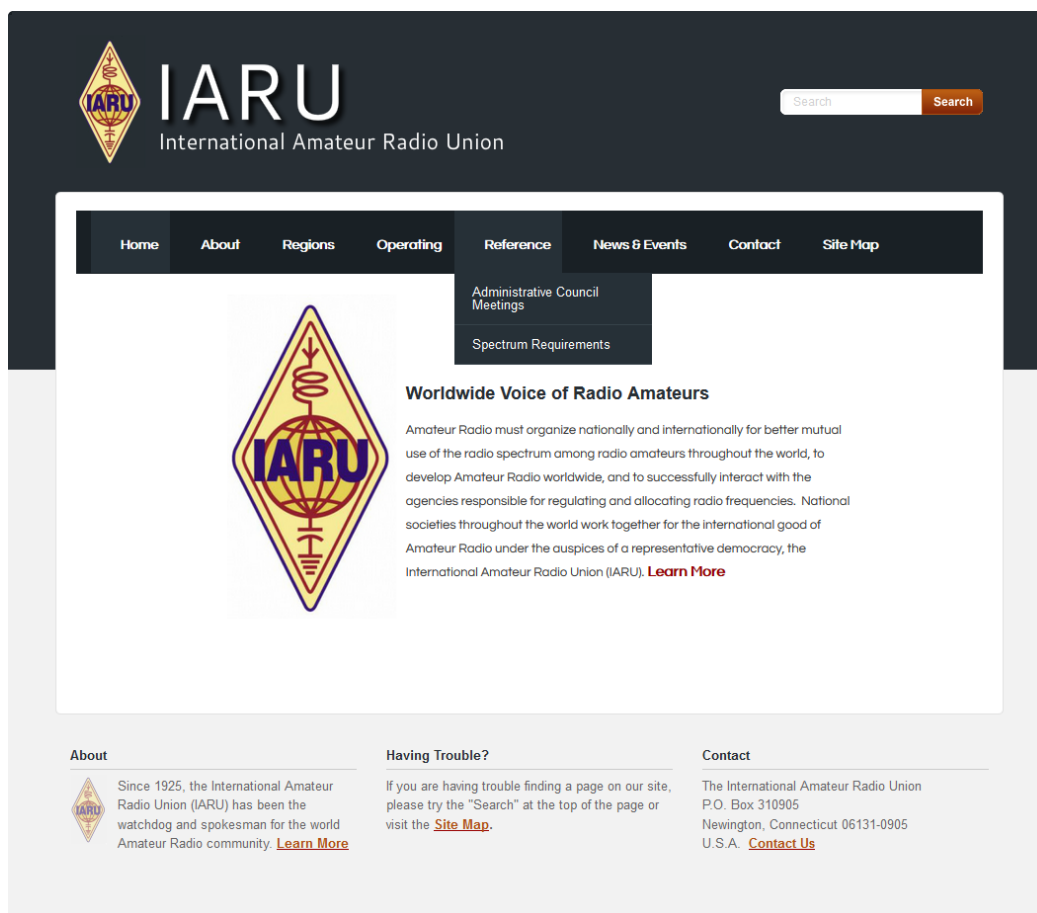 IARU
IARU
International Amateur Radio Union
Search
Search
Home
About
Regions
Operating
Reference
News & Events
Contact
Site Map
Administrative Council
Meetings
Spectrum Requirements
IARU
Worldwide Voice of Radio Amateurs
Amateur Radio must organize nationally and internationally for better mutual
use of the radio spectrum among radio amateurs throughout the world, to
develop Amateur Radio worldwide, and to successfully interact with the
agencies responsible for regulating and allocating radio frequencies. National
societies throughout the world work together for the international good of
Amateur Radio under the auspices of a representative democracy, the
International Amateur Radio Union (IARU). Learn More
About
IARU
Since 1925, the International Amateur
Radio Union (IARU) has been the
watchdog and spokesman for the world
Amateur Radio community. Learn More
Having Trouble?
If you are having trouble finding a page on our site,
please try the "Search" at the top of the page or
visit the Site Map.
Contact
The International Amateur Radio Union
P.O. Box 310905
Newington, Connecticut 06131-0905
U.S.A. Contact Us